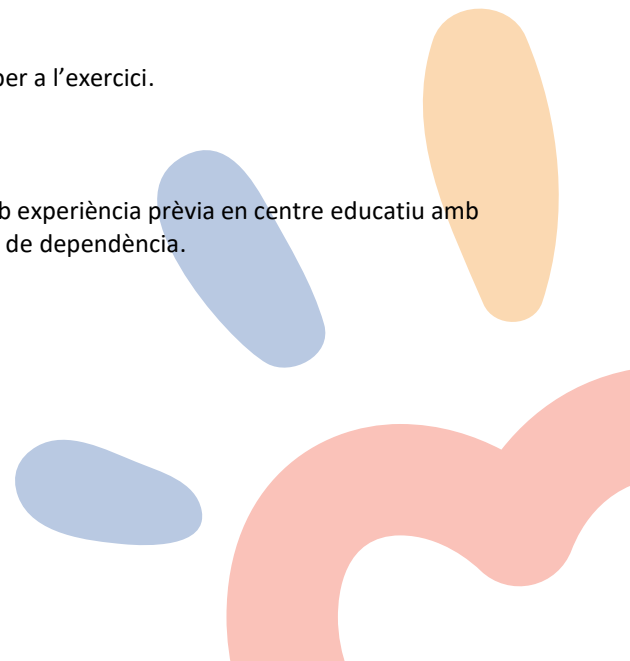 per a l’exercici.
b experiència prèvia en centre educatiu amb
de dependència.